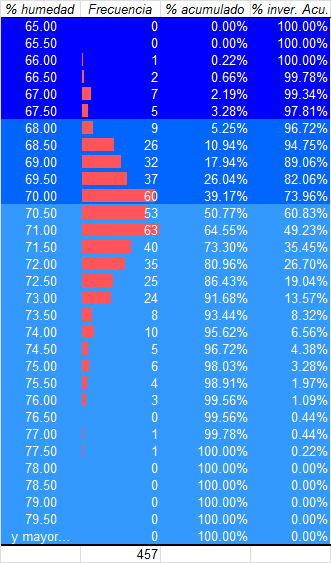 % humedad Frecuencia % acumulado % inver. Acu.
65.00 0 0.00% 100.00%
65.50 0 0.00% 100.00%
66.00 1 0.22% 100.00%
66.50 2 0.66% 99.78%
67.00 7 2.19% 99.34%
67.50 5 3.28% 97.81%
68.00 9 5.25% 96.72%
68.50 26 10.94% 94.75%
69.00 32 17.94% 89.06%
69.50 37 26.04% 82.06%
70.00 60 39.17% 73.96%
70.50 53 50.77% 60.83%
71.00 63 64.55% 49.23%
71.50 40 73.30% 35.45%
72.00 35 80.96% 26.70%
72.50 25 86.43% 19.04%
73.00 24 91.68% 13.57%
73.50 8 93.44% 8.32%
74.00 10 95.62% 6.56%
74.50 5 96.72% 4.38%
75.00 6 98.03% 3.28%
75.50 4 98.91% 1.97%
76.00 3 99.56% 1.09%
76.50 0 99.56% 0.44%
77.00 1 99.78% 0.44%
77.50 1 100.00% 0.22%
78.00 0 100.00% 0.00%
78.50 0 100.00% 0.00%
79.00 0 100.00% 0.00%
79.50 0 100.00% 0.00%
y mayor... 0 100.00% 0.00%
457